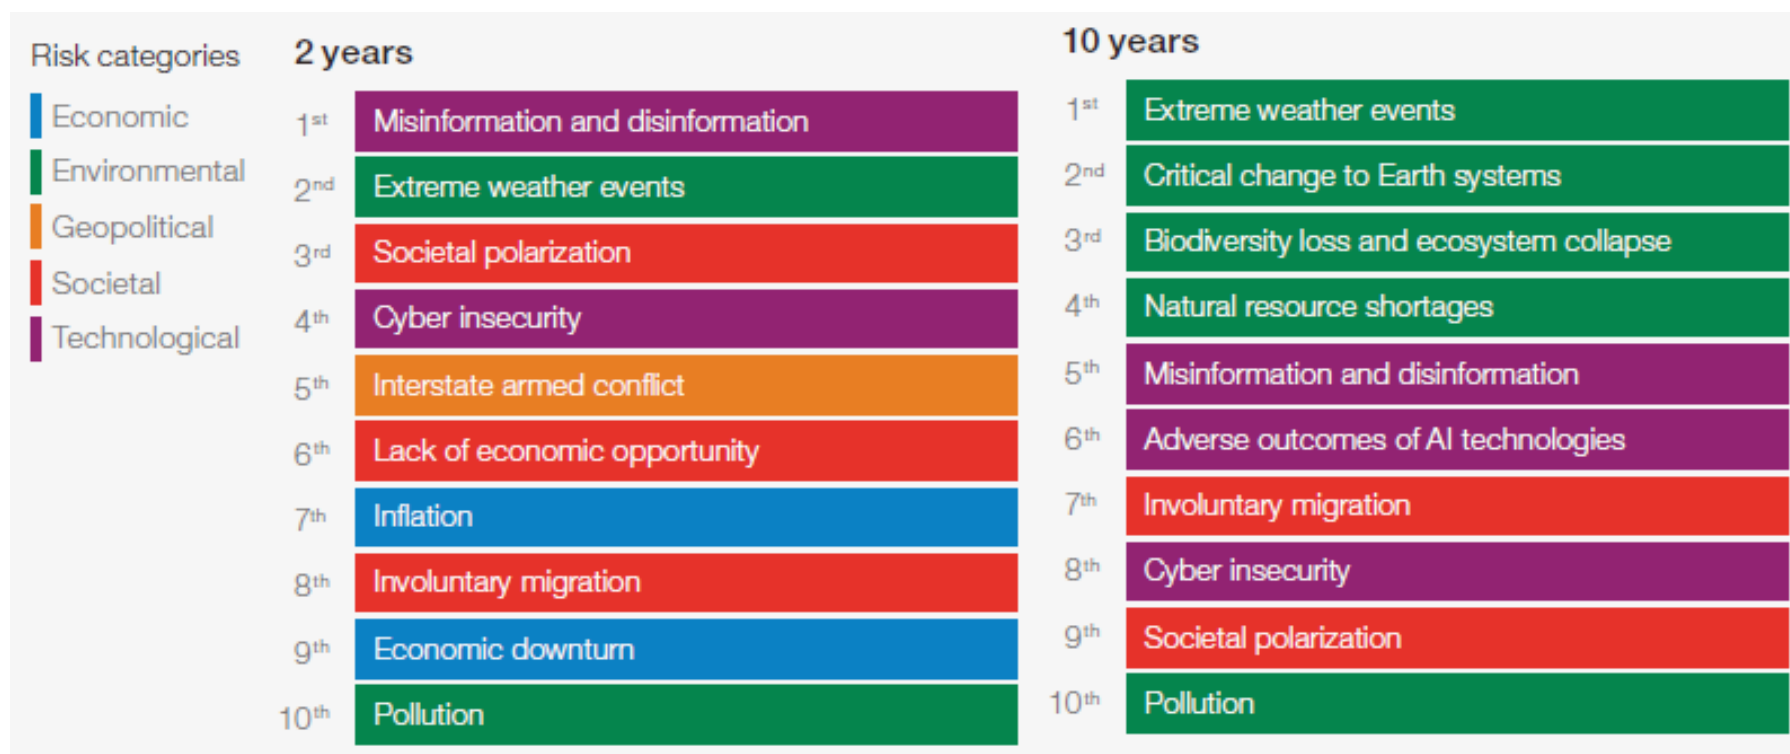 Risk categories
Economic
Environmental
Geopolitical
Societal
Technological
2 years
1st Misinformation and disinformation
2nd Extreme weather events
3rd Societal polarization
4th Cyber insecurity
5th Interstate armed conflict
6th Lack of economic opportunity
7th Inflation
8th Involuntary migration
9th Economic downturn
10th Pollution
10 years
1st Extreme weather events
2nd Critical change to Earth systems
3rd Biodiversity loss and ecosystem collapse
4th Natural resource shortages
5th Misinformation and disinformation
6th Adverse outcomes of AI technologies
7th Involuntary migration
8th Cyber insecurity
9th Societal polarization
10th Pollution